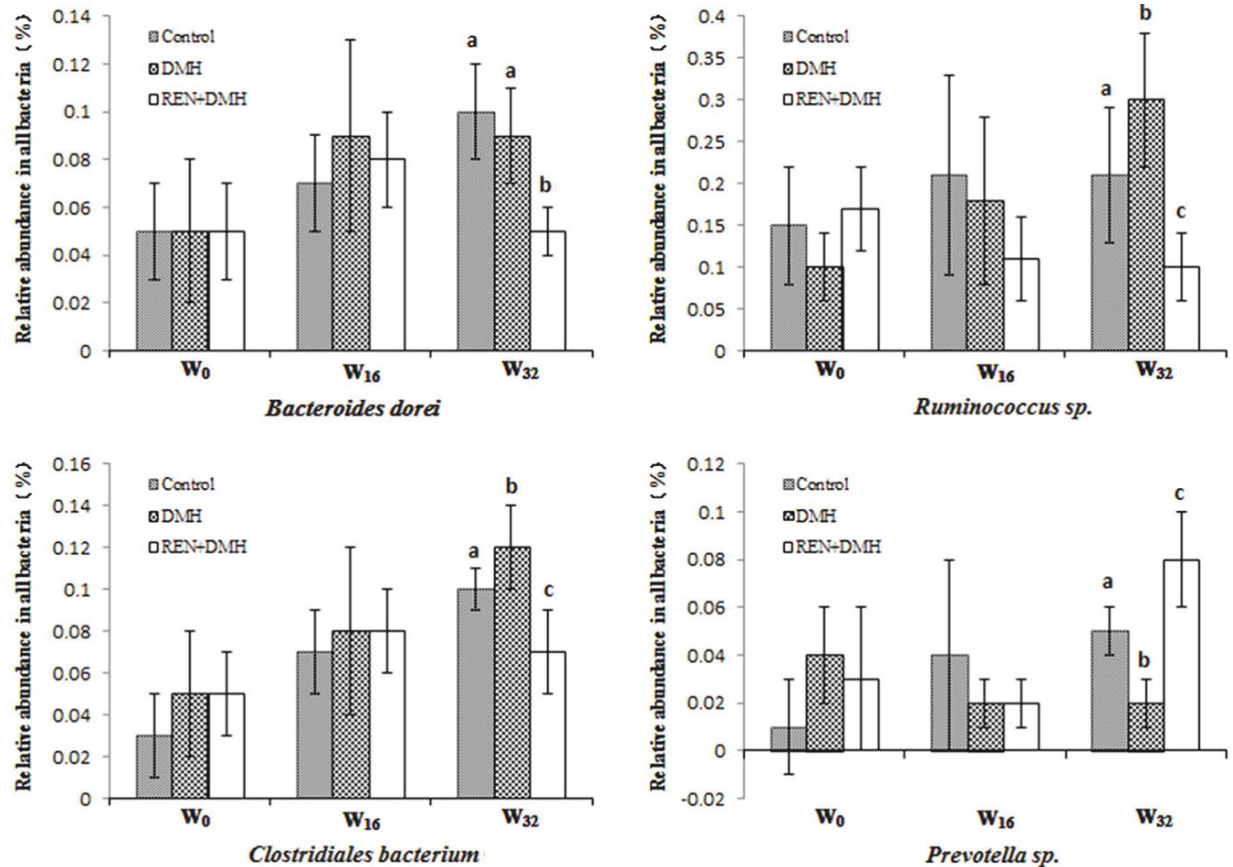 Relative abundance in all bacteria (%)
0.14
0.12
0.1
0.08
0.06
0.04
0.02
0
Control
DMH
REN+DMH
a
a
b
W0
W16
W32
Bacteroides dorei
Relative abundance in all bacteria (%)
0.4
0.35
0.3
0.25
0.2
0.15
0.1
0.05
0
Control
DMH
REN+DMH
a
b
c
W0
W16
W32
Ruminococcus sp.
Relative abundance in all bacteria (%)
0.16
0.14
0.12
0.1
0.08
0.06
0.04
0.02
0
Control
DMH
REN+DMH
a
b
c
W0
W16
W32
Clostridiales bacterium
Relative abundance in all bacteria (%)
0.12
0.1
0.08
0.06
0.04
0.02
0
-0.02
Control
DMH
REN+DMH
a
b
c
W0
W16
W32
Prevotella sp.